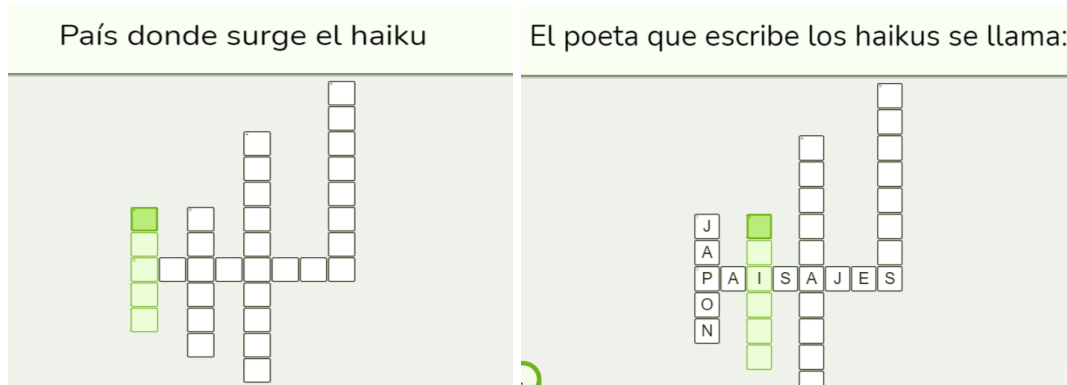 País donde surge el haiku
El poeta que escribe los haikus se llama:
J
A
PAISAJES
O
N